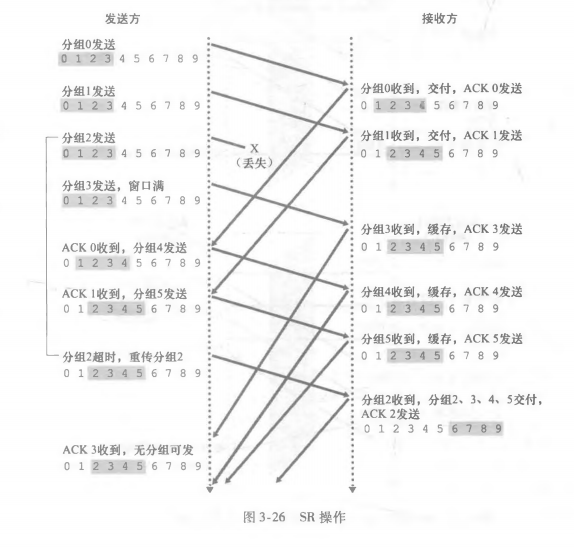 发送方
接收方
分组0发送
0 1 2 3 4 5 6 7 8 9
分组0收到，交付，ACK 0发送
0 1 2 3 4 5 6 7 8 9
分组1发送
0 1 2 3 4 5 6 7 8 9
分组1收到，交付，ACK 1发送
0 1 2 3 4 5 6 7 8 9
分组2发送
0 1 2 3 4 5 6 7 8 9
X
（丢失）
分组3发送，窗口满
0 1 2 3 4 5 6 7 8 9
分组3收到，缓存，ACK 3发送
0 1 2 3 4 5 6 7 8 9
ACK 0收到，分组4发送
0 1 2 3 4 5 6 7 8 9
分组4收到，缓存，ACK 4发送
0 1 2 3 4 5 6 7 8 9
ACK 1收到，分组5发送
0 1 2 3 4 5 6 7 8 9
分组5收到，缓存，ACK 5发送
0 1 2 3 4 5 6 7 8 9
分组2超时，重传分组2
0 1 2 3 4 5 6 7 8 9
分组2收到，分组2、3、4、5交付，
ACK 2发送
0 1 2 3 4 5 6 7 8 9
ACK 3收到，无分组可发
0 1 2 3 4 5 6 7 8 9
图 3-26 SR 操作